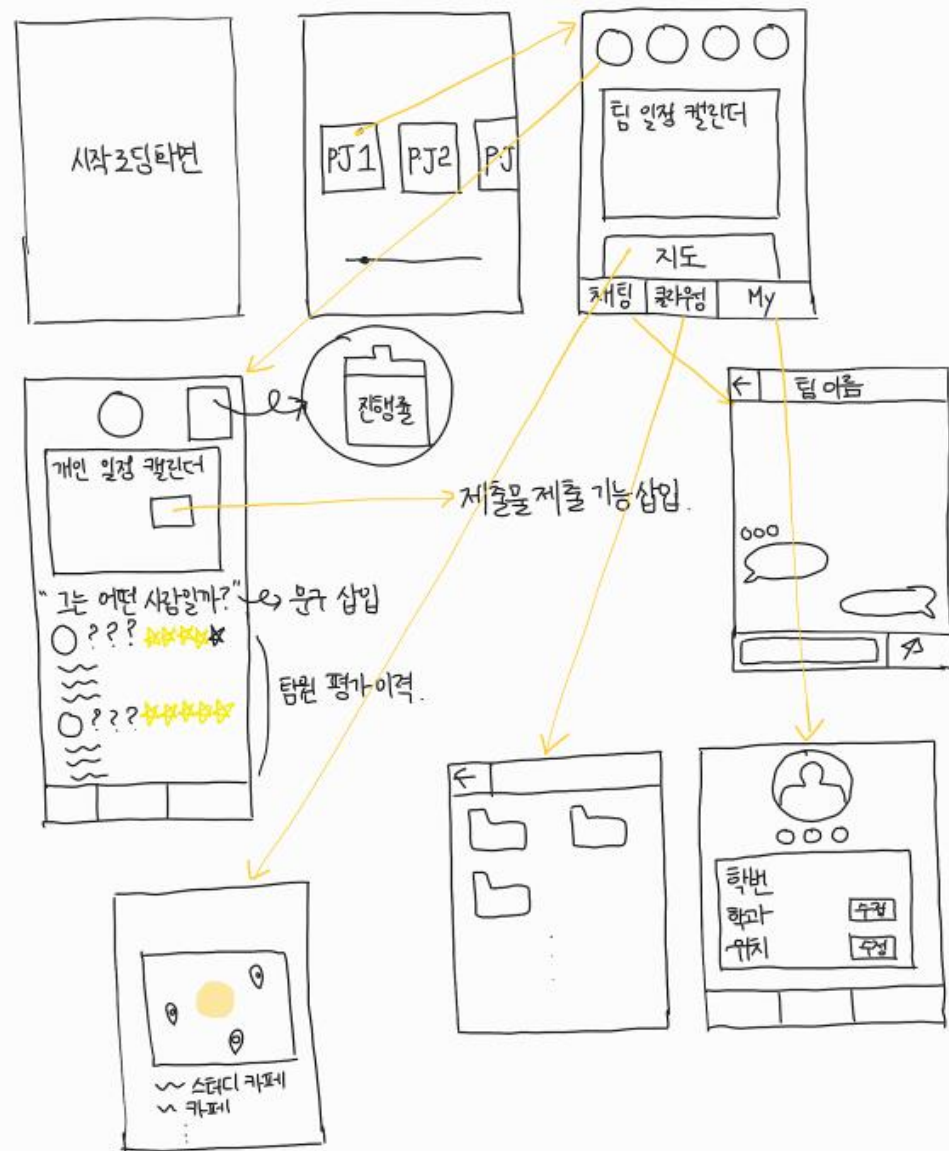 시작로딩화면
PJ1 PJ2 PJ
팀 일정 캘린더
지도
채팅 클라우딩 My
진행률
개인 일정 캘린더
제출물 제출 기능 삽입.
"그는 어떤 사람일까?" 문구 삽입
???
???
팀원 평가 이력.
← 팀 이름
←
학번
학과 수정
위치 수정
스터디 카페
카페